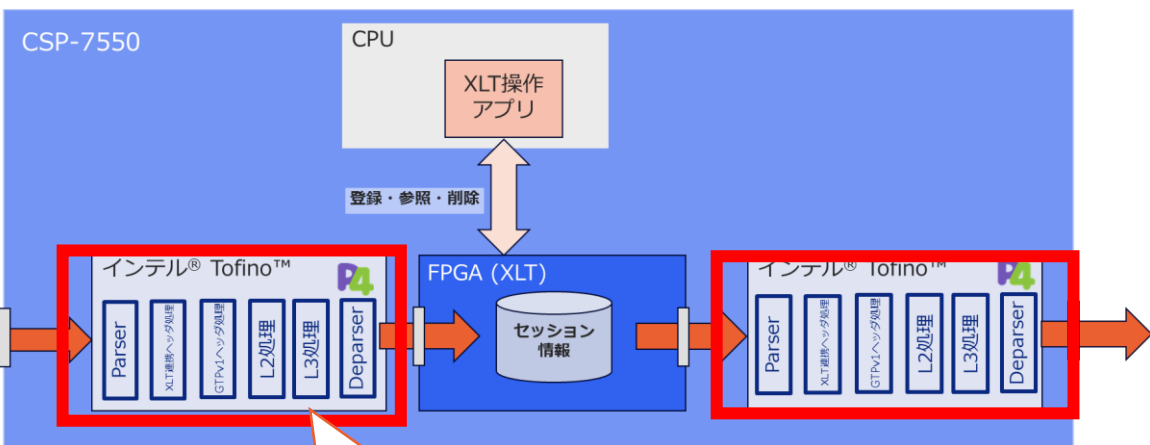 CSP-7550
CPU
XLT操作
アプリ
登録・参照・削除
インテル® Tofino™
P4
Parser
XLT連携ヘッダ処理
GTPv1ヘッダ処理
L2処理
L3処理
Deparser
FPGA (XLT)
セッション
情報
インテル® Tofino™
P4
Parser
XLT連携ヘッダ処理
GTPv1ヘッダ処理
L2処理
L3処理
Deparser